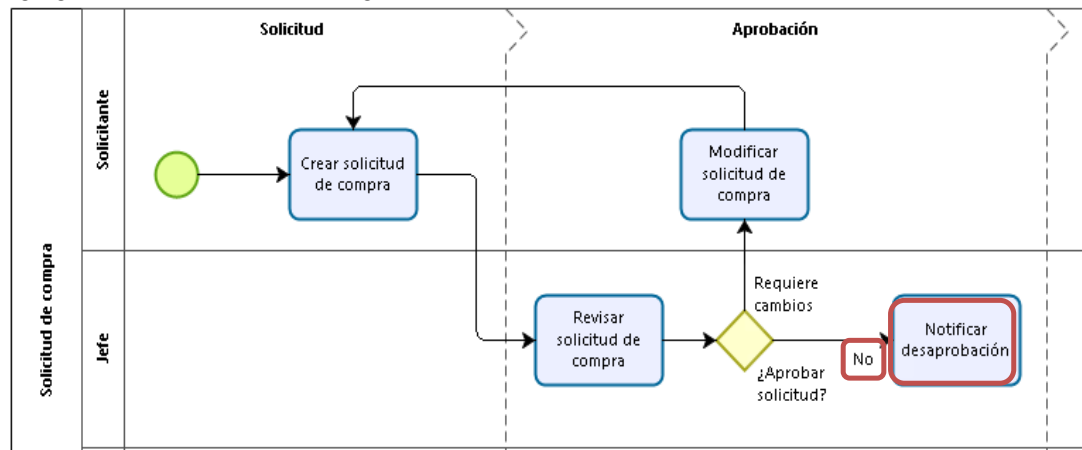 Solicitud
Aprobación
Solicitud de compra
Solicitante
Crear solicitud
de compra
Modificar
solicitud de
compra
Jefe
Revisar
solicitud de
compra
Requiere
cambios
¿Aprobar
solicitud?
No
Notificar
desaprobación